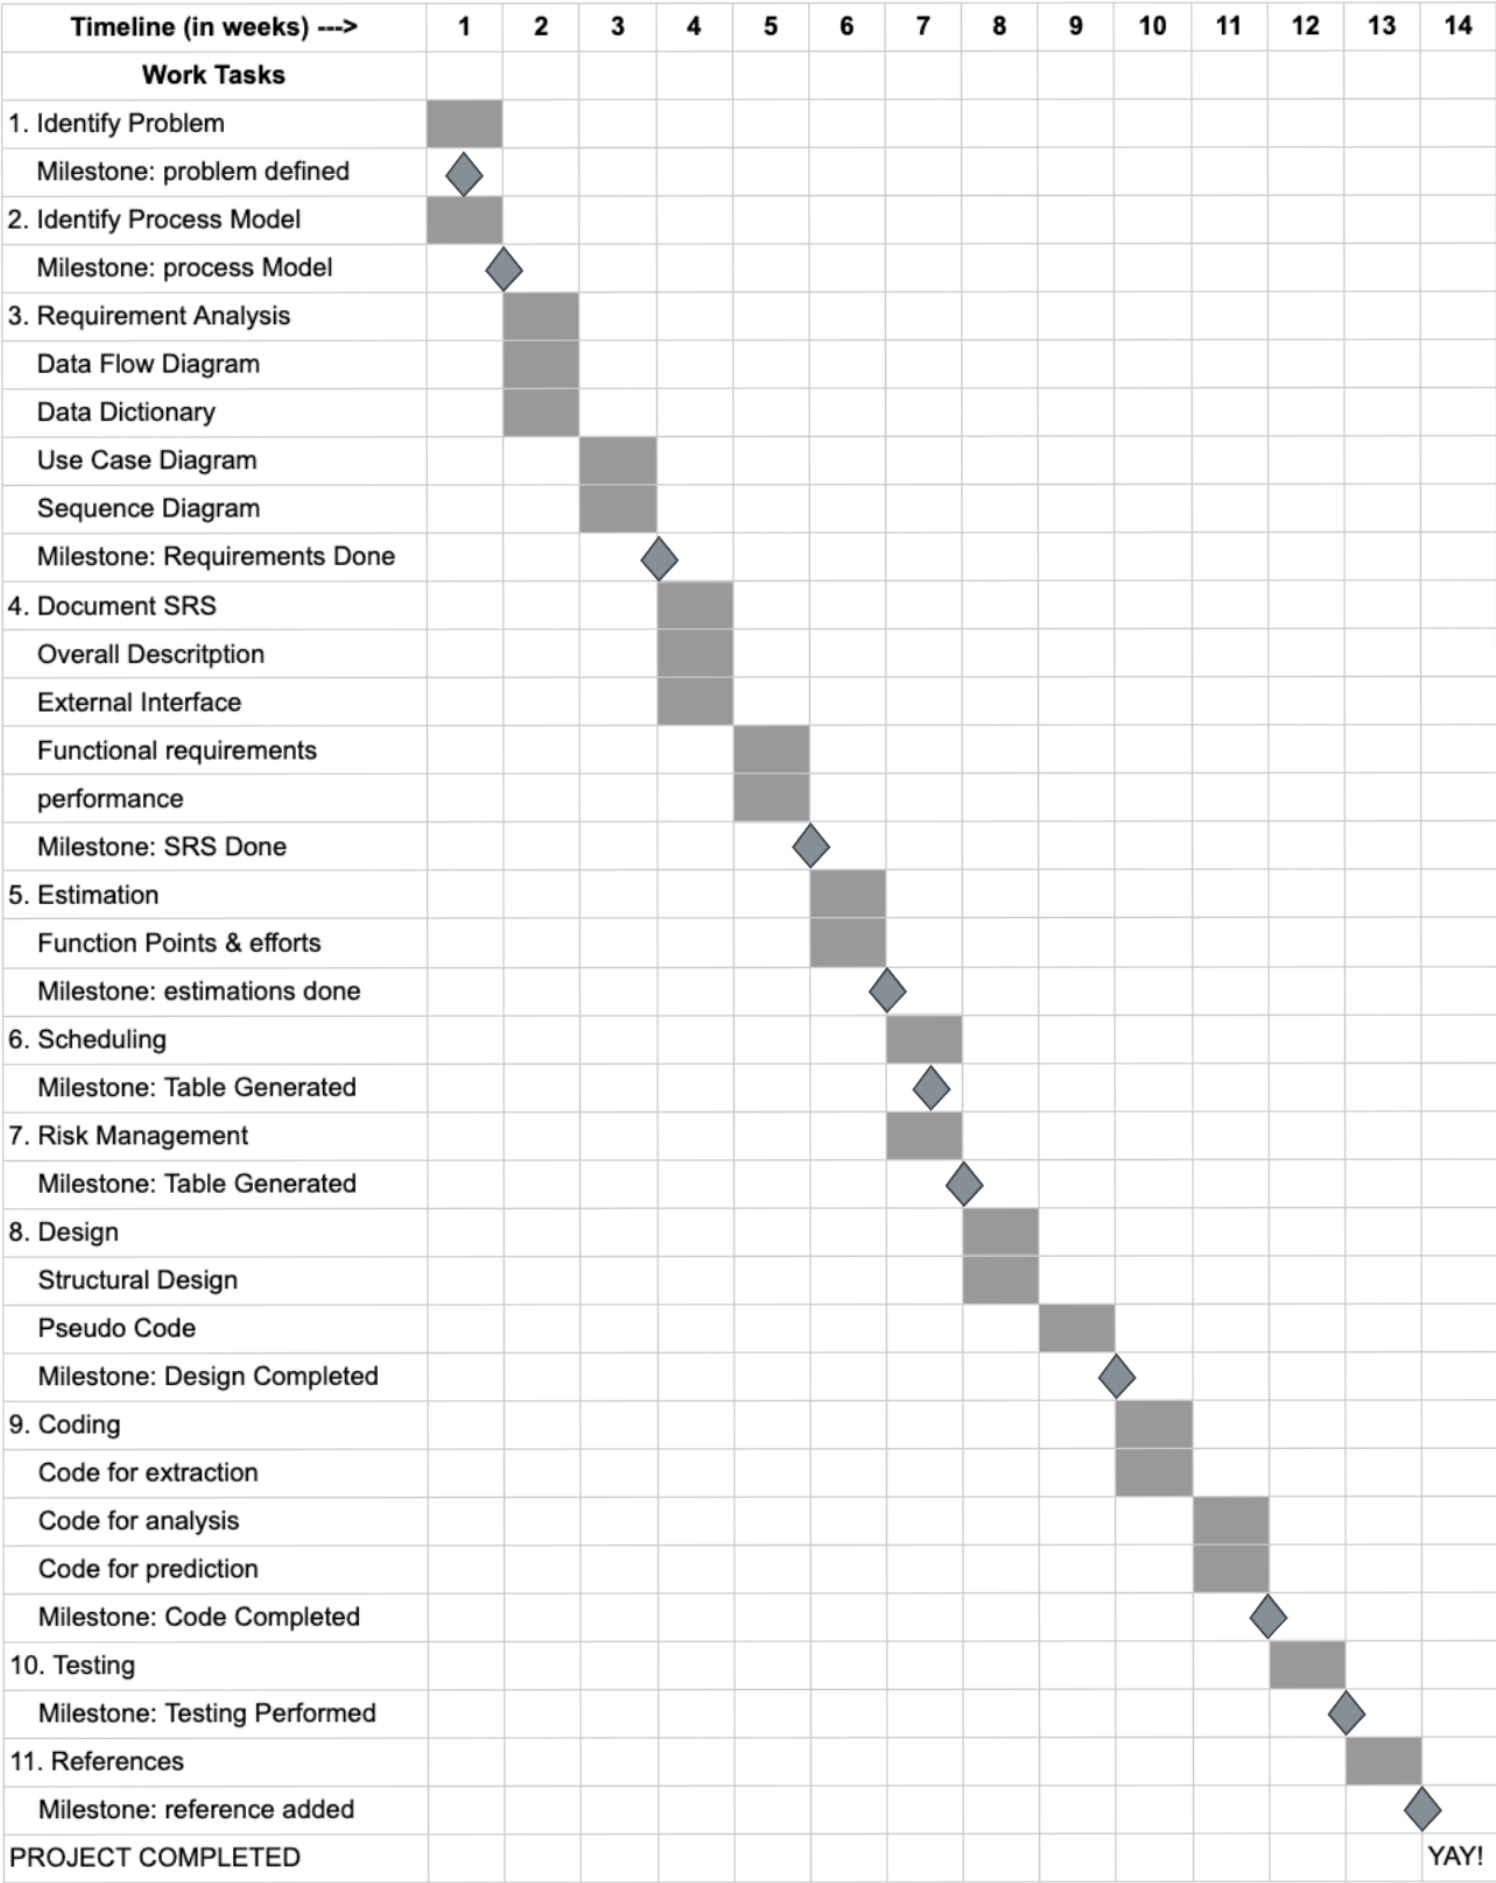 Timeline (in weeks) ---> 1 2 3 4 5 6 7 8 9 10 11 12 13 14
Work Tasks
1. Identify Problem
Milestone: problem defined
2. Identify Process Model
Milestone: process Model
3. Requirement Analysis
Data Flow Diagram
Data Dictionary
Use Case Diagram
Sequence Diagram
Milestone: Requirements Done
4. Document SRS
Overall Descritption
External Interface
Functional requirements
performance
Milestone: SRS Done
5. Estimation
Function Points & efforts
Milestone: estimations done
6. Scheduling
Milestone: Table Generated
7. Risk Management
Milestone: Table Generated
8. Design
Structural Design
Pseudo Code
Milestone: Design Completed
9. Coding
Code for extraction
Code for analysis
Code for prediction
Milestone: Code Completed
10. Testing
Milestone: Testing Performed
11. References
Milestone: reference added
PROJECT COMPLETED YAY!